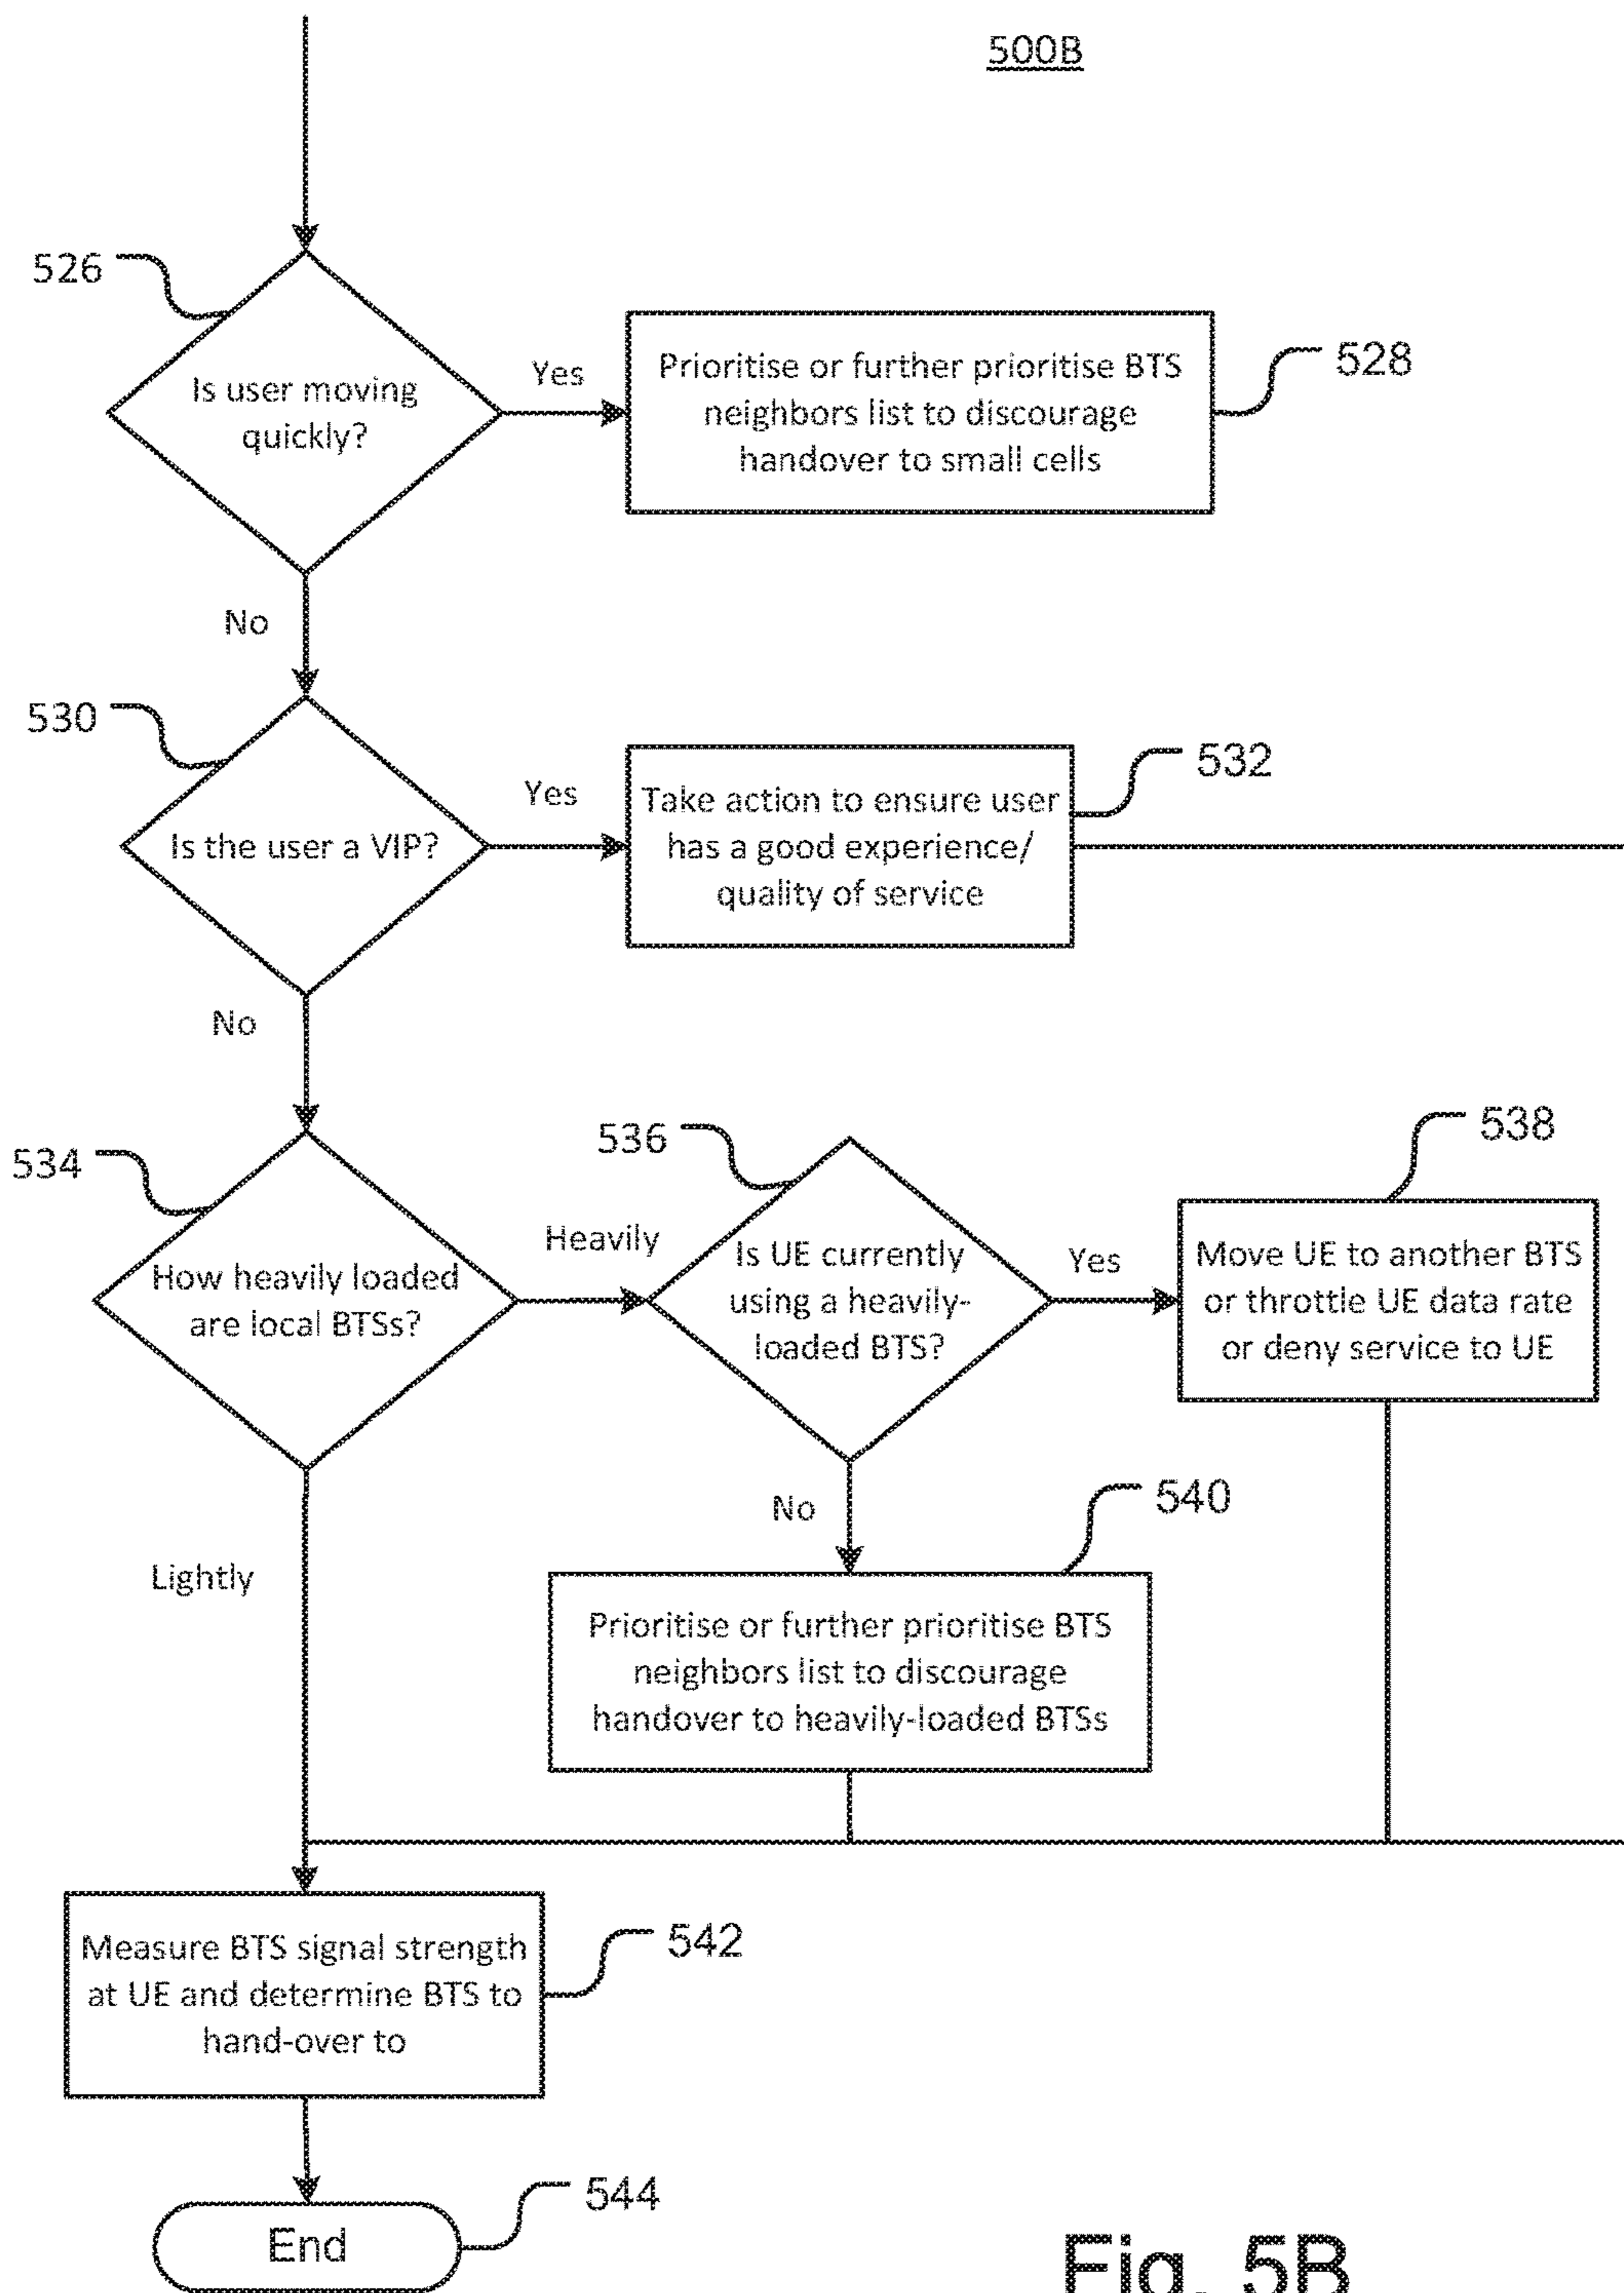 500B
526
Is user moving
quickly?
Yes
Prioritise or further prioritise BTS
neighbors list to discourage
handover to small cells
528
No
530
Is the user a VIP?
Yes
Take action to ensure user
has a good experience/
quality of service
532
No
534
How heavily loaded
are local BTSs?
Heavily
536
Is UE currently
using a heavily-
loaded BTS?
Yes
538
Move UE to another BTS
or throttle UE data rate
or deny service to UE
No
540
Lightly
Prioritise or further prioritise BTS
neighbors list to discourage
handover to heavily-loaded BTSs
Measure BTS signal strength
at UE and determine BTS to
hand-over to
542
End
544
Fig. 5B